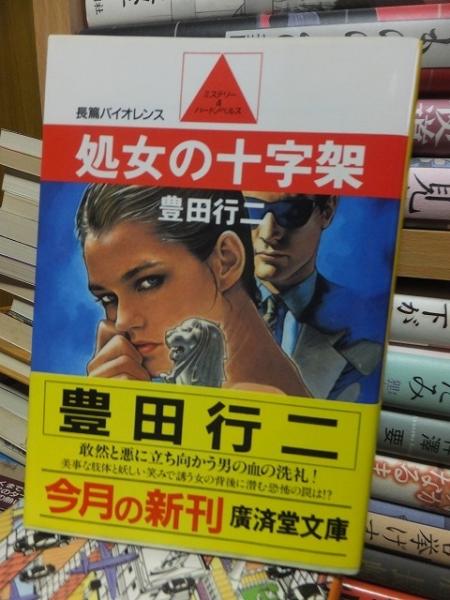 ミステリー
&
ハードノベルス
長篇バイオレンス
処女の十字架
豊田行二
豊田行二
敢然と悪に立ち向かう男の血の洗礼!
美事な肢体と妖しい笑みで誘う女の背後に潜む恐怖の罠は!?
今月の新刊 廣済堂文庫
見
下が